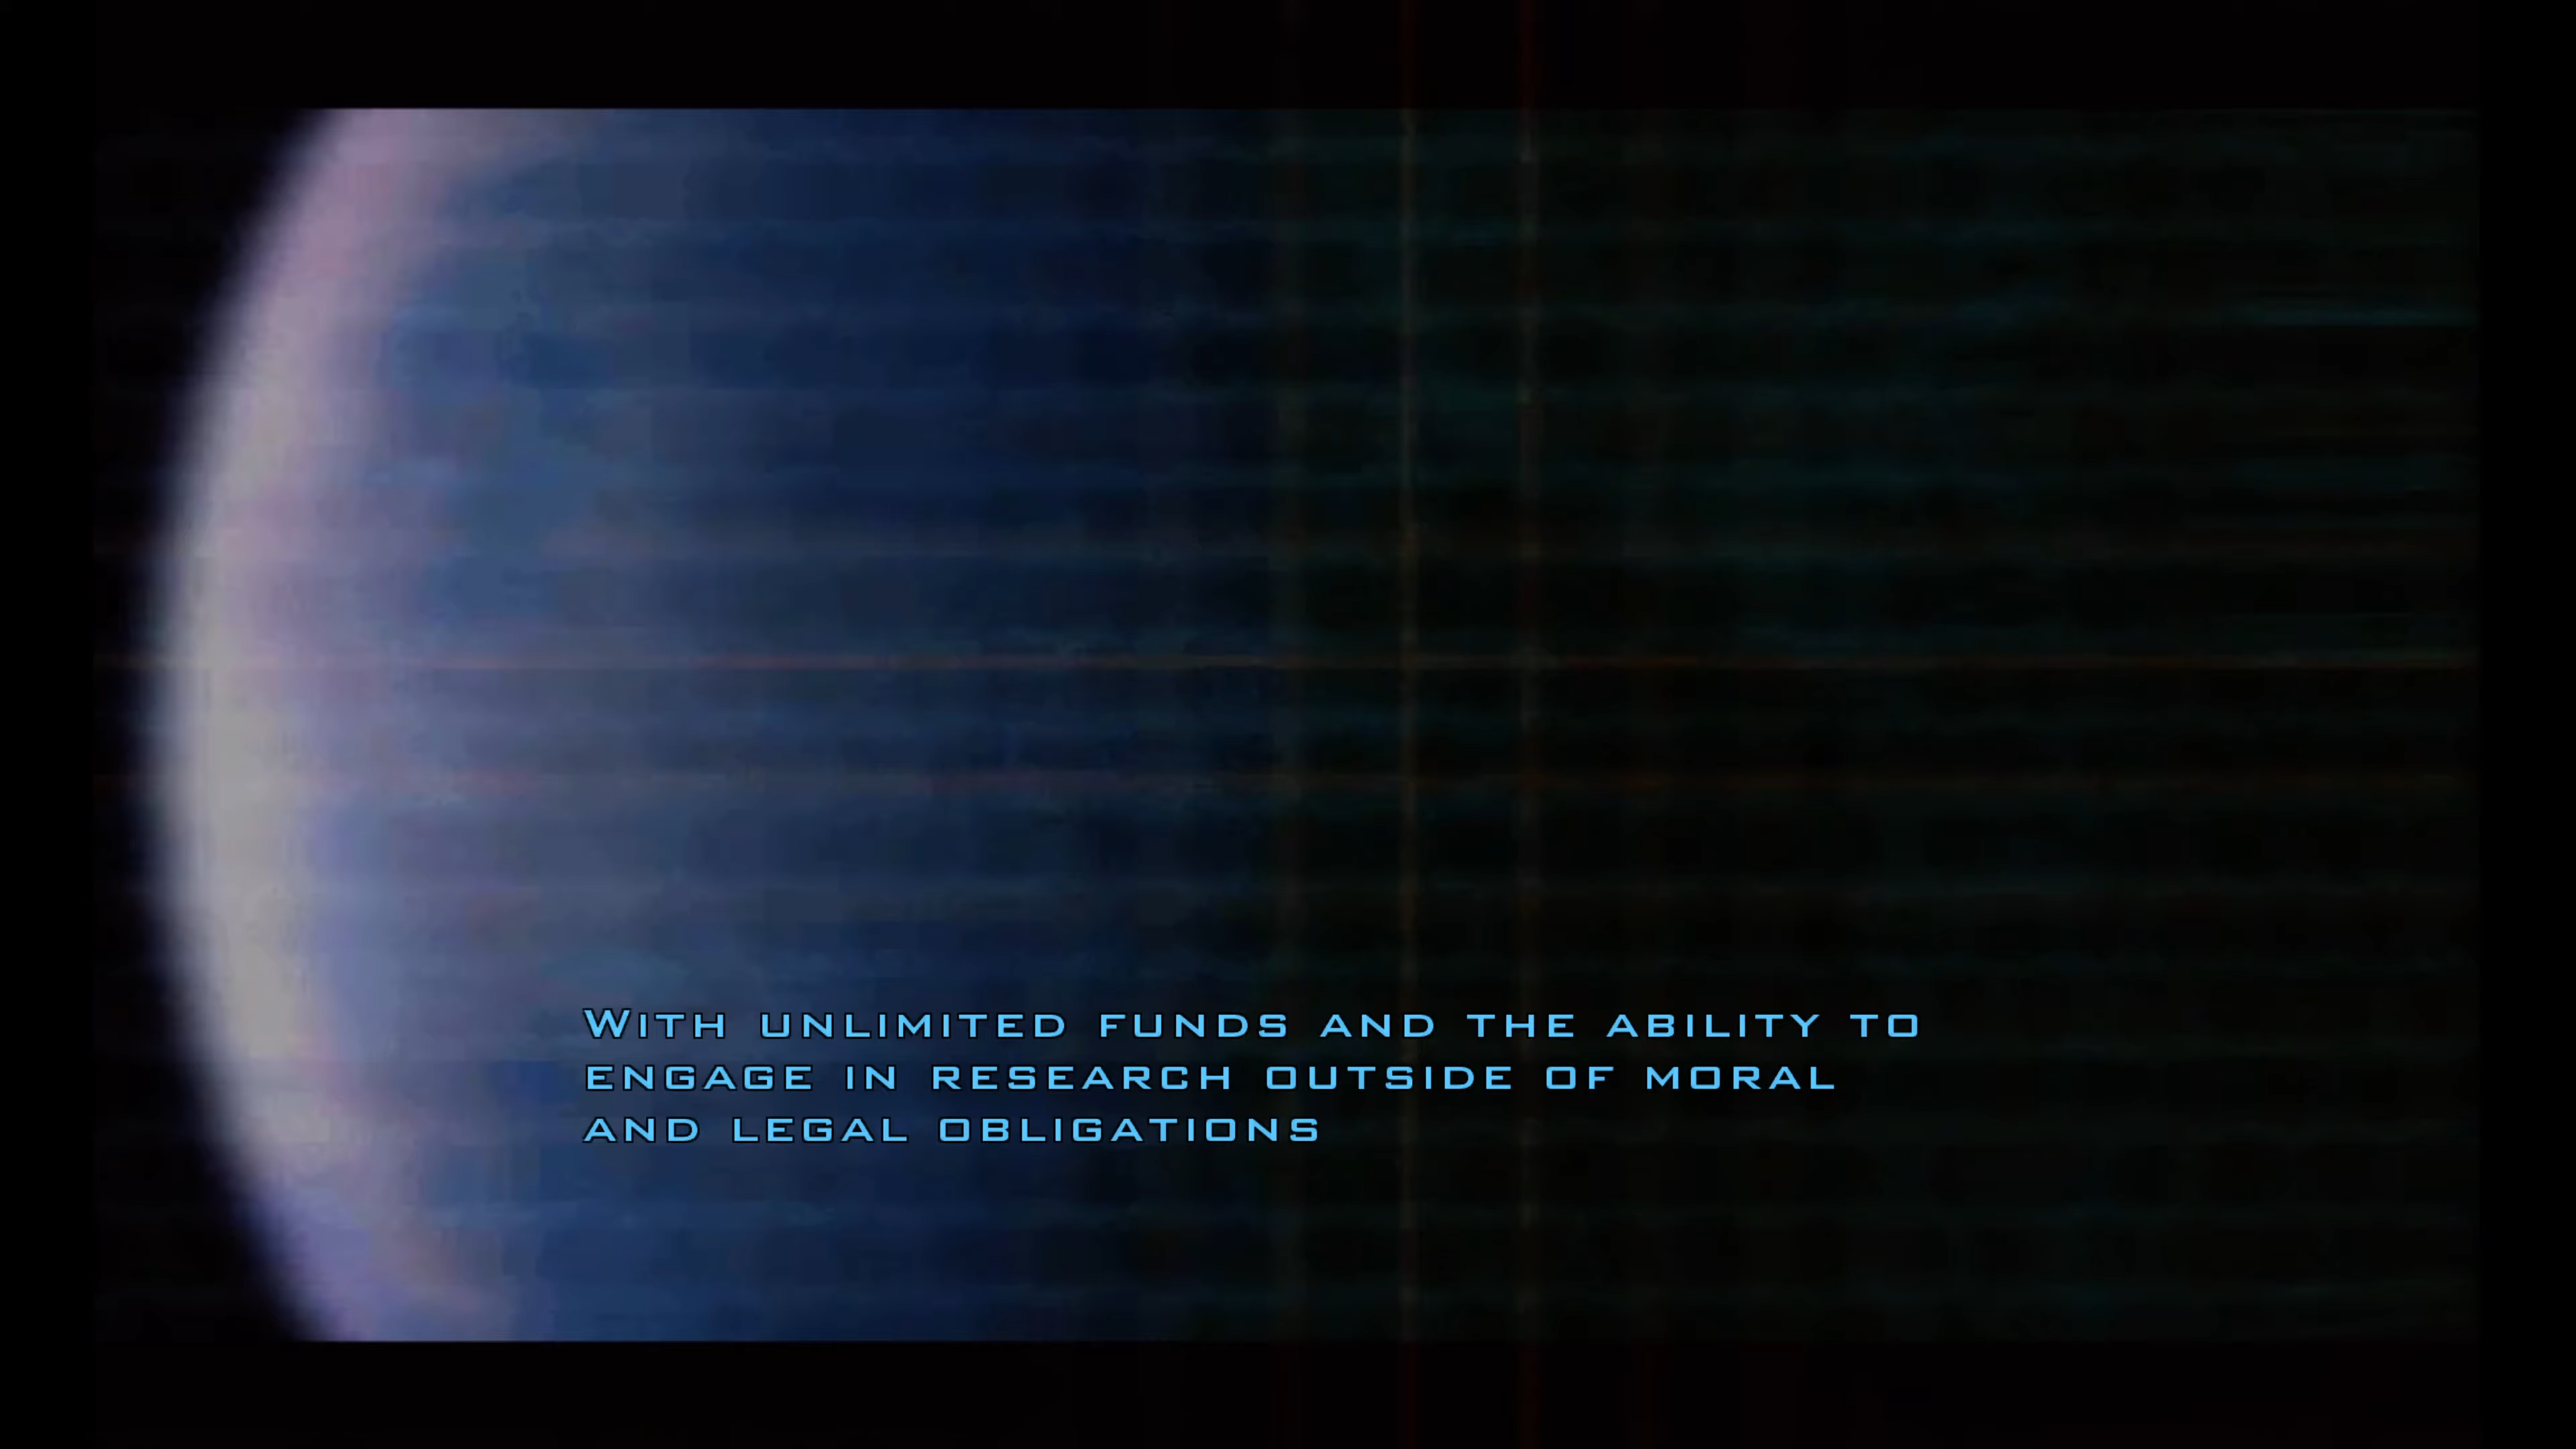 With unlimited funds and the ability to
engage in research outside of moral
and legal obligations